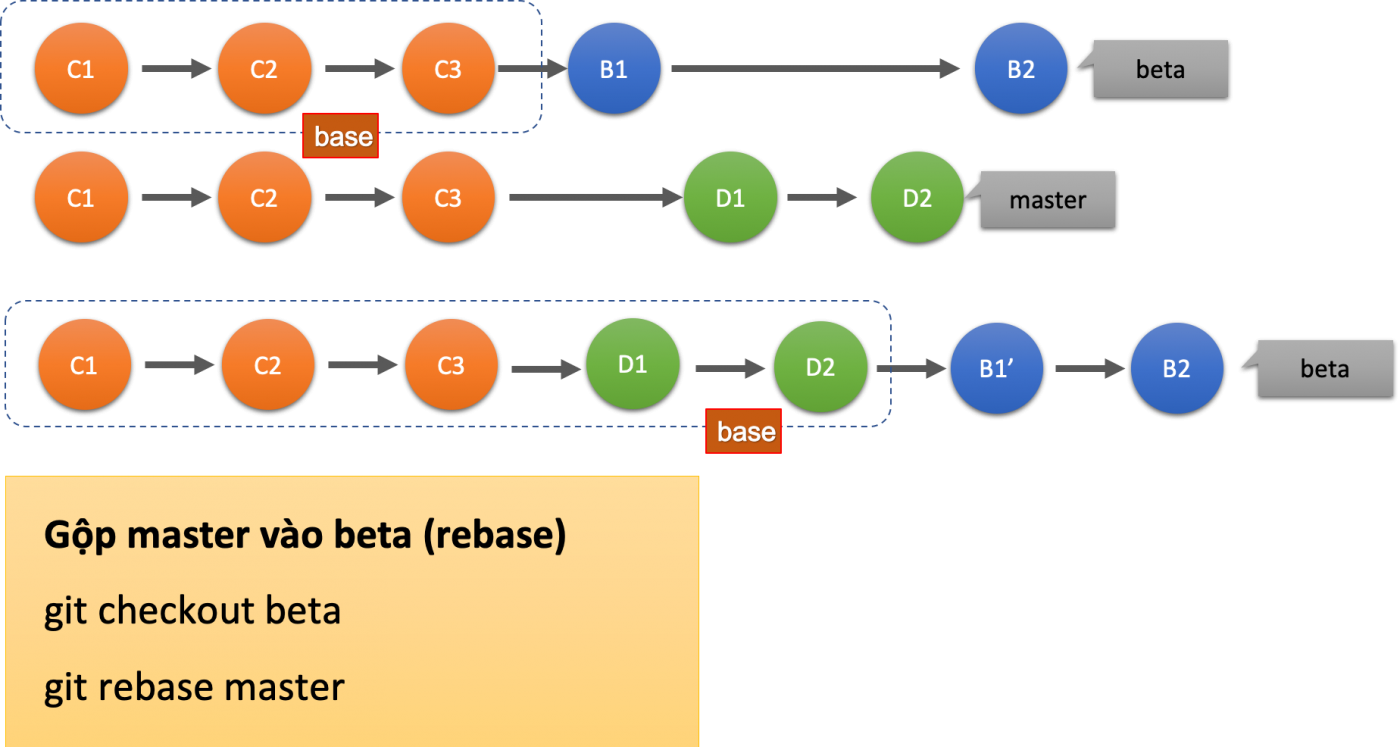 C1 C2 C3 B1 B2 beta
base
C1 C2 C3 D1 D2 master
C1 C2 C3 D1 D2 B1’ B2 beta
base
Gộp master vào beta (rebase)
git checkout beta
git rebase master